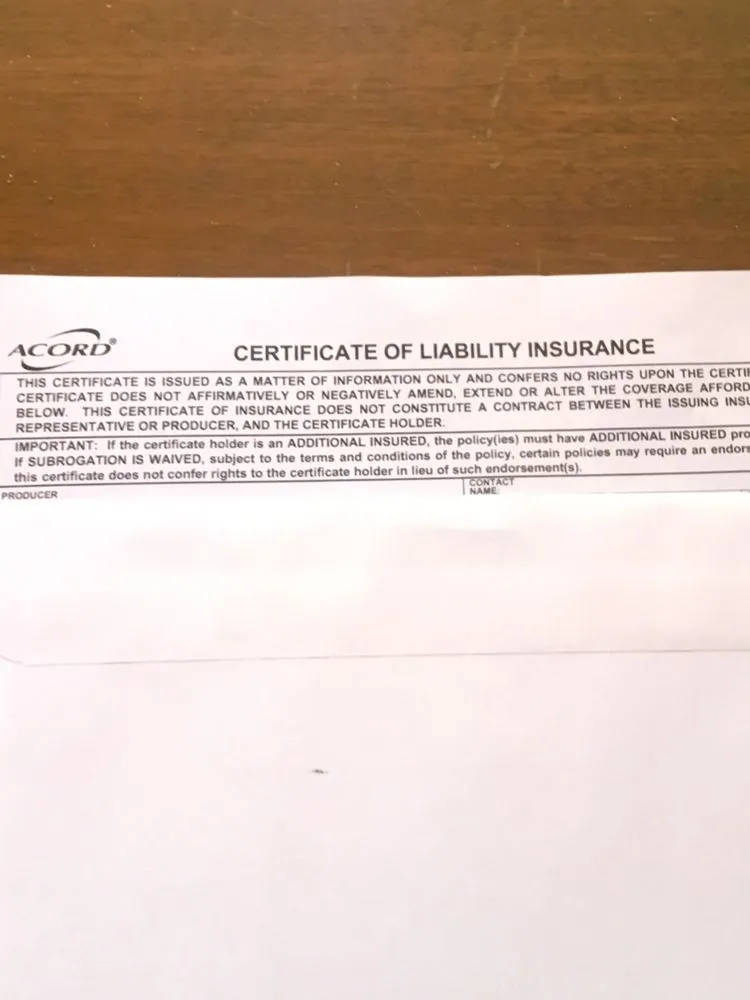 ACORD®
CERTIFICATE OF LIABILITY INSURANCE
THIS CERTIFICATE IS ISSUED AS A MATTER OF INFORMATION ONLY AND CONFERS NO RIGHTS UPON THE CERTIF
CERTIFICATE DOES NOT AFFIRMATIVELY OR NEGATIVELY AMEND, EXTEND OR ALTER THE COVERAGE AFFORD
BELOW. THIS CERTIFICATE OF INSURANCE DOES NOT CONSTITUTE A CONTRACT BETWEEN THE ISSUING INSU
REPRESENTATIVE OR PRODUCER, AND THE CERTIFICATE HOLDER.
IMPORTANT: If the certificate holder is an ADDITIONAL INSURED, the policy(ies) must have ADDITIONAL INSURED pro
If SUBROGATION IS WAIVED, subject to the terms and conditions of the policy, certain policies may require an endors
this certificate does not confer rights to the certificate holder in lieu of such endorsement(s).
PRODUCER
CONTACT
NAME: